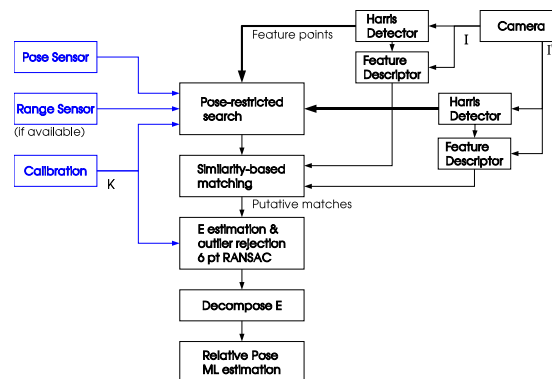 Harris
Detector
Camera
Feature points
I
I'
Feature
Descriptor
Pose Sensor
Pose-restricted
search
Range Sensor
(if available)
Harris
Detector
Feature
Descriptor
Calibration
K
Similarity-based
matching
Putative matches
E estimation &
outlier rejection
6 pt RANSAC
Decompose E
Relative Pose
ML estimation